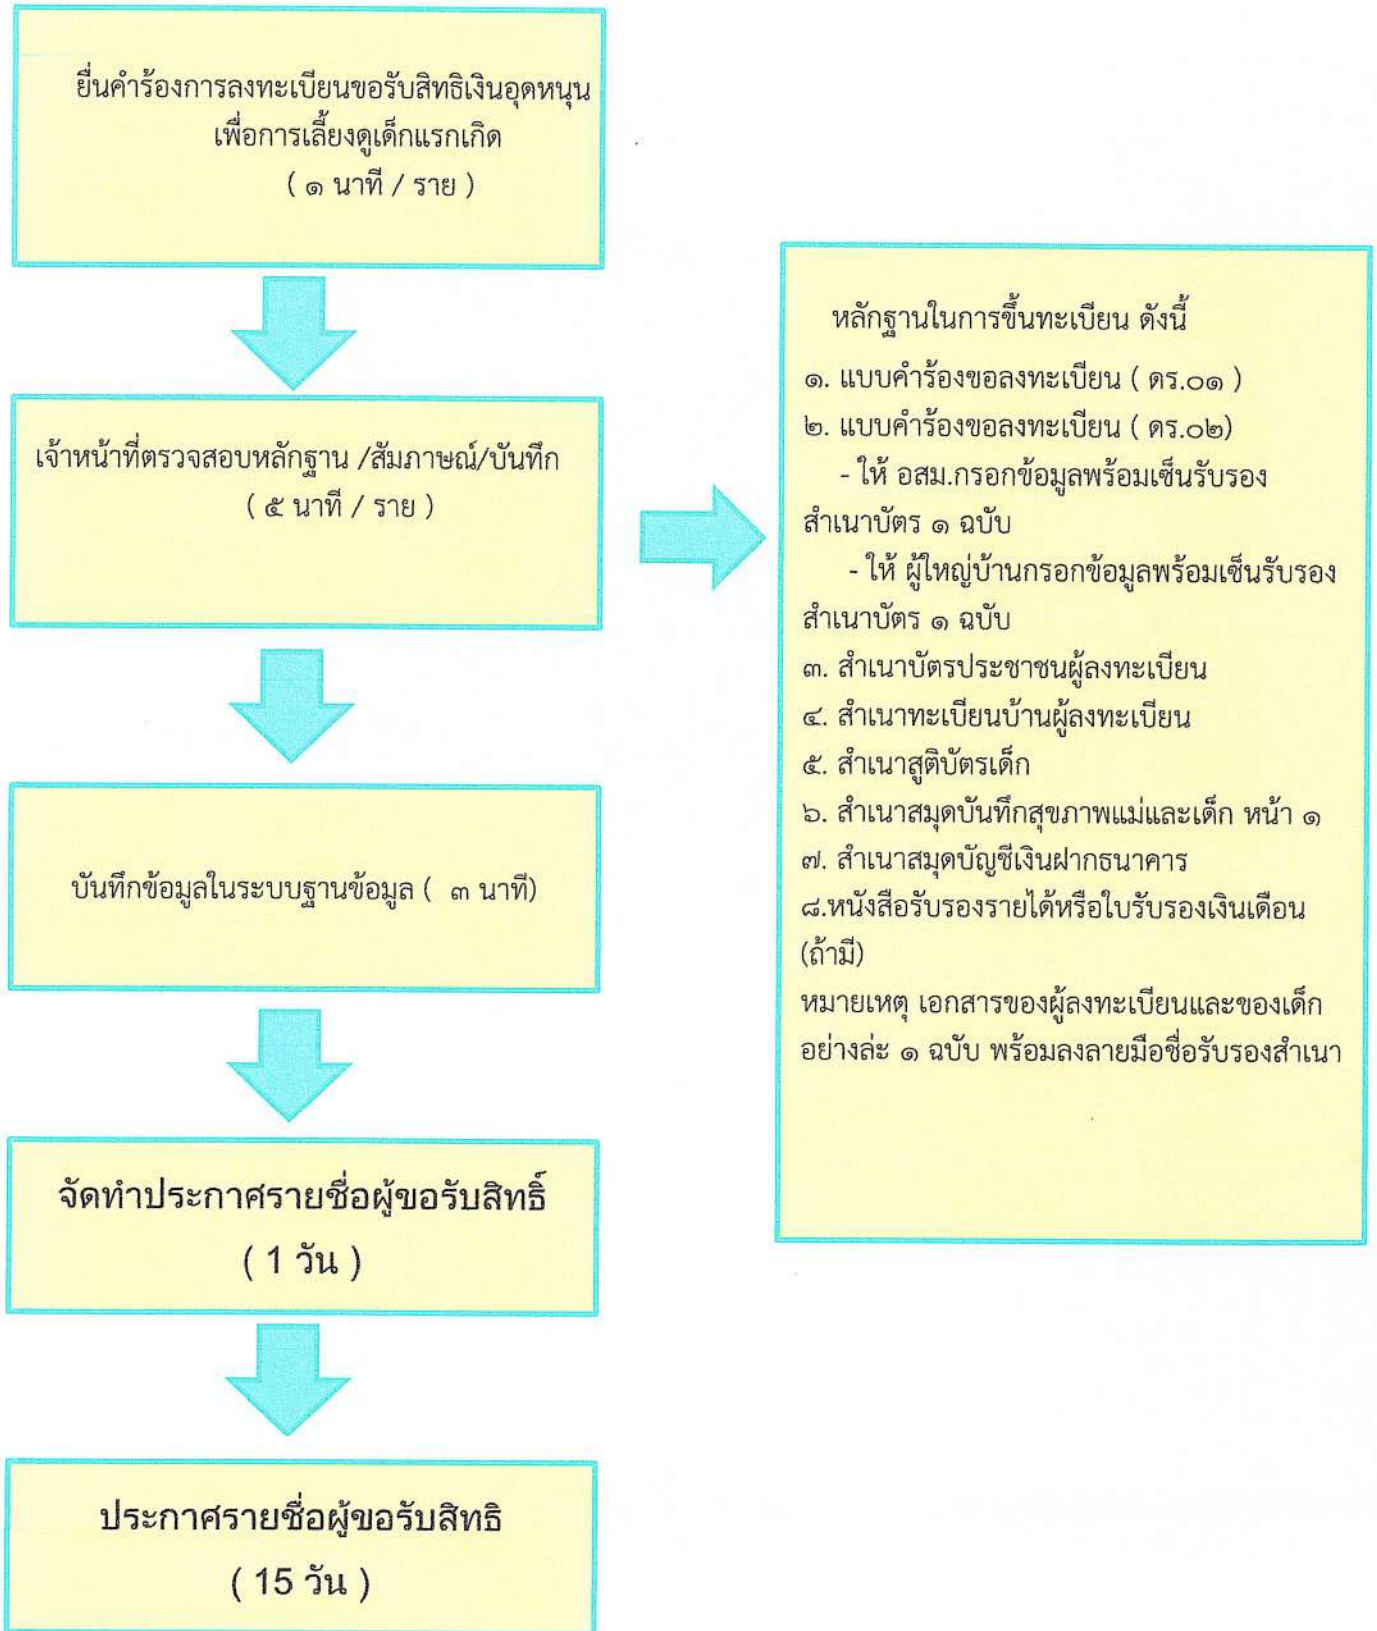 ยื่นคำร้องการลงทะเบียนขอรับสิทธิเงินอุดหนุน
เพื่อการเลี้ยงดูเด็กแรกเกิด
( ๑ นาที / ราย )
เจ้าหน้าที่ตรวจสอบหลักฐาน /สัมภาษณ์/บันทึก
( ๕ นาที / ราย )
หลักฐานในการขึ้นทะเบียน ดังนี้
๑. แบบคำร้องขอลงทะเบียน ( ดร.๐๑ )
๒. แบบคำร้องขอลงทะเบียน ( ดร.๐๒)
- ให้ อสม.กรอกข้อมูลพร้อมเซ็นรับรอง
สำเนาบัตร ๑ ฉบับ
- ให้ ผู้ใหญ่บ้านกรอกข้อมูลพร้อมเซ็นรับรอง
สำเนาบัตร ๑ ฉบับ
๓. สำเนาบัตรประชาชนผู้ลงทะเบียน
๔. สำเนาทะเบียนบ้านผู้ลงทะเบียน
๕. สำเนาสูติบัตรเด็ก
๖. สำเนาสมุดบันทึกสุขภาพแม่และเด็ก หน้า ๑
๗. สำเนาสมุดบัญชีเงินฝากธนาคาร
๘.หนังสือรับรองรายได้หรือใบรับรองเงินเดือน
(ถ้ามี)
หมายเหตุ เอกสารของผู้ลงทะเบียนและของเด็ก
อย่างล่ะ ๑ ฉบับ พร้อมลงลายมือชื่อรับรองสำเนา
บันทึกข้อมูลในระบบฐานข้อมูล ( ๓ นาที)
จัดทำประกาศรายชื่อผู้ขอรับสิทธิ์
( 1 วัน )
ประกาศรายชื่อผู้ขอรับสิทธิ
( 15 วัน )